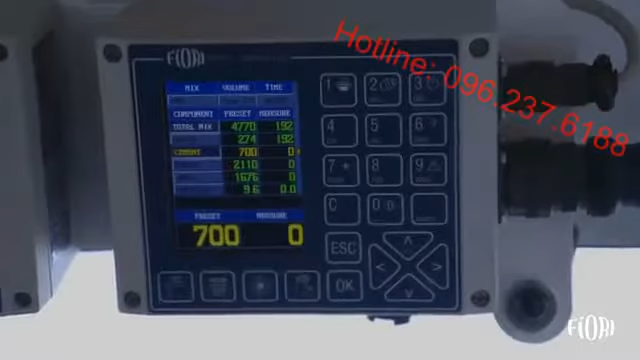 Hotline: 096.237.6188
FIORI
MIX VOLUME TIME
COMPONENT PRESET MEASURE
TOTAL MIX 4770 192
274 192
CEMENT 700 0
2110 0
1676 0
9.6 0.0
PRESET MEASURE
700 0
1 2 3
4 5 6
7 8 9
C 0
ESC
OK
FIORI